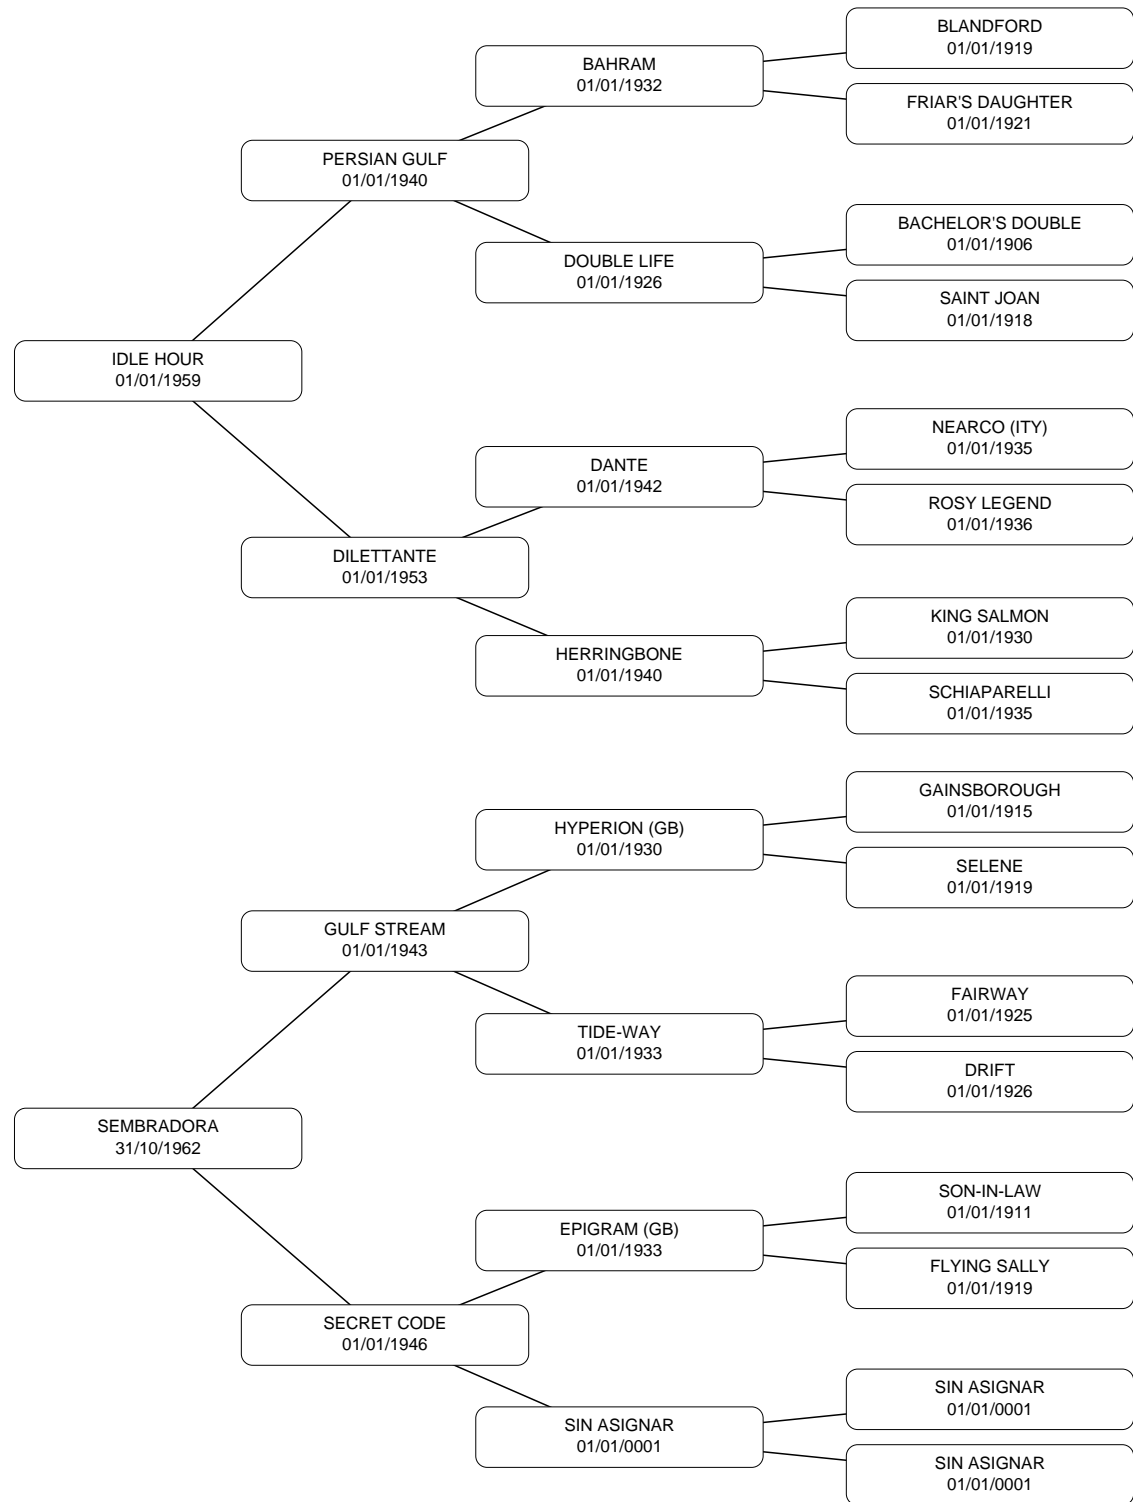 BLANDFORD
01/01/1919
BAHRAM
01/01/1932
FRIAR'S DAUGHTER
01/01/1921
PERSIAN GULF
01/01/1940
BACHELOR'S DOUBLE
01/01/1906
DOUBLE LIFE
01/01/1926
SAINT JOAN
01/01/1918
IDLE HOUR
01/01/1959
NEARCO (ITY)
01/01/1935
DANTE
01/01/1942
ROSY LEGEND
01/01/1936
DILETTANTE
01/01/1953
KING SALMON
01/01/1930
HERRINGBONE
01/01/1940
SCHIAPARELLI
01/01/1935
GAINSBOROUGH
01/01/1915
HYPERION (GB)
01/01/1930
SELENE
01/01/1919
GULF STREAM
01/01/1943
FAIRWAY
01/01/1925
TIDE-WAY
01/01/1933
DRIFT
01/01/1926
SEMBRADORA
31/10/1962
SON-IN-LAW
01/01/1911
EPIGRAM (GB)
01/01/1933
FLYING SALLY
01/01/1919
SECRET CODE
01/01/1946
SIN ASIGNAR
01/01/0001
SIN ASIGNAR
01/01/0001
SIN ASIGNAR
01/01/0001